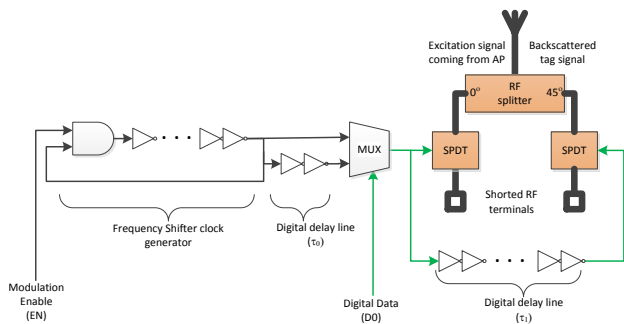 Excitation signal
coming from AP
Backscattered
tag signal
0°
RF
splitter
45°
MUX
SPDT
SPDT
Shorted RF
terminals
Frequency Shifter clock
generator
Digital delay line
(τ0)
Modulation
Enable
(EN)
Digital Data
(D0)
Digital delay line
(τ1)